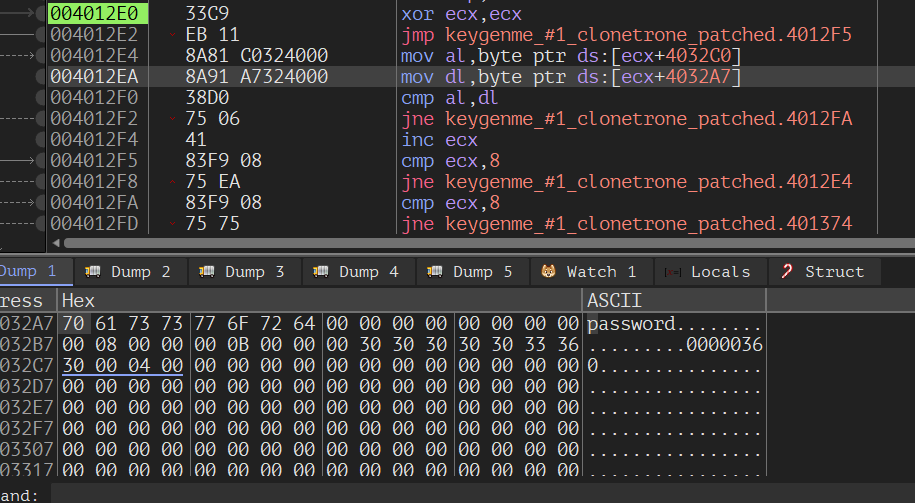 004012E0 33C9 xor ecx,ecx
004012E2 EB 11 jmp keygenme_#1_clonetrone_patched.4012F5
004012E4 8A81 C0324000 mov al,byte ptr ds:[ecx+4032C0]
004012EA 8A91 A7324000 mov dl,byte ptr ds:[ecx+4032A7]
004012F0 38D0 cmp al,dl
004012F2 75 06 jne keygenme_#1_clonetrone_patched.4012FA
004012F4 41 inc ecx
004012F5 83F9 08 cmp ecx,8
004012F8 75 EA jne keygenme_#1_clonetrone_patched.4012E4
004012FA 83F9 08 cmp ecx,8
004012FD 75 75 jne keygenme_#1_clonetrone_patched.401374
Dump 1 Dump 2 Dump 3 Dump 4 Dump 5 Watch 1 Locals Struct
ress Hex ASCII
032A7 70 61 73 73 77 6F 72 64 00 00 00 00 00 00 00 00 password........
032B7 00 08 00 00 00 0B 00 00 00 30 30 30 30 30 33 36 .........0000036
032C7 30 00 04 00 00 00 00 00 00 00 00 00 00 00 00 00 0...............
032D7 00 00 00 00 00 00 00 00 00 00 00 00 00 00 00 00 ................
032E7 00 00 00 00 00 00 00 00 00 00 00 00 00 00 00 00 ................
032F7 00 00 00 00 00 00 00 00 00 00 00 00 00 00 00 00 ................
03307 00 00 00 00 00 00 00 00 00 00 00 00 00 00 00 00 ................
03317 00 00 00 00 00 00 00 00 00 00 00 00 00 00 00 00 ................
and: